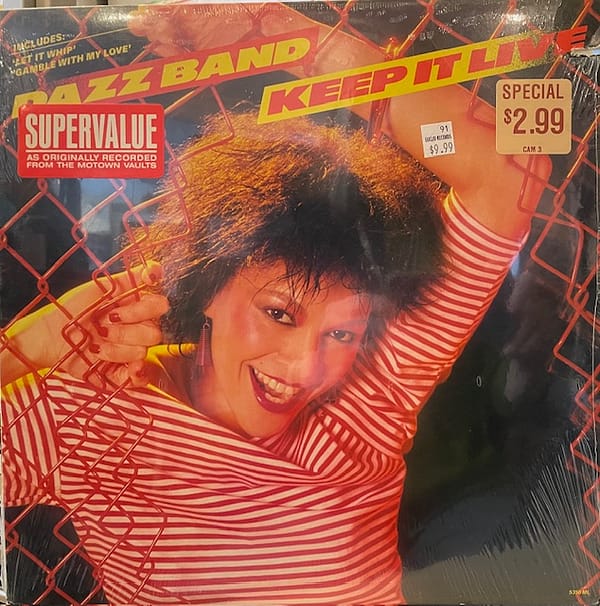 INCLUDES:
'LET IT WHIP'
'GAMBLE WITH MY LOVE'
DAZZ BAND
KEEP IT LIVE
SUPERVALUE
AS ORIGINALLY RECORDED
FROM THE MOTOWN VAULTS
91
$9.99
SPECIAL
$2.99
CAM 3